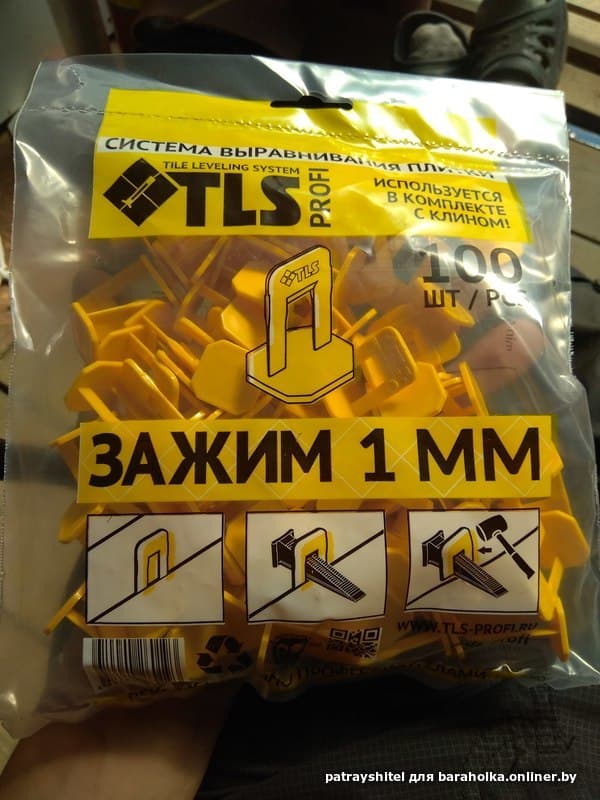 СИСТЕМА ВЫРАВНИВАНИЯ ПЛИТКИ
TILE LEVELING SYSTEM
TLS PROFI
ИСПОЛЬЗУЕТСЯ
В КОМПЛЕКТЕ
С КЛИНОМ!
100
ШТ / PCS
TLS
ЗАЖИМ 1 ММ
WWW.TLS-PROFI.RU
patrayshitel для baraholka.onliner.by